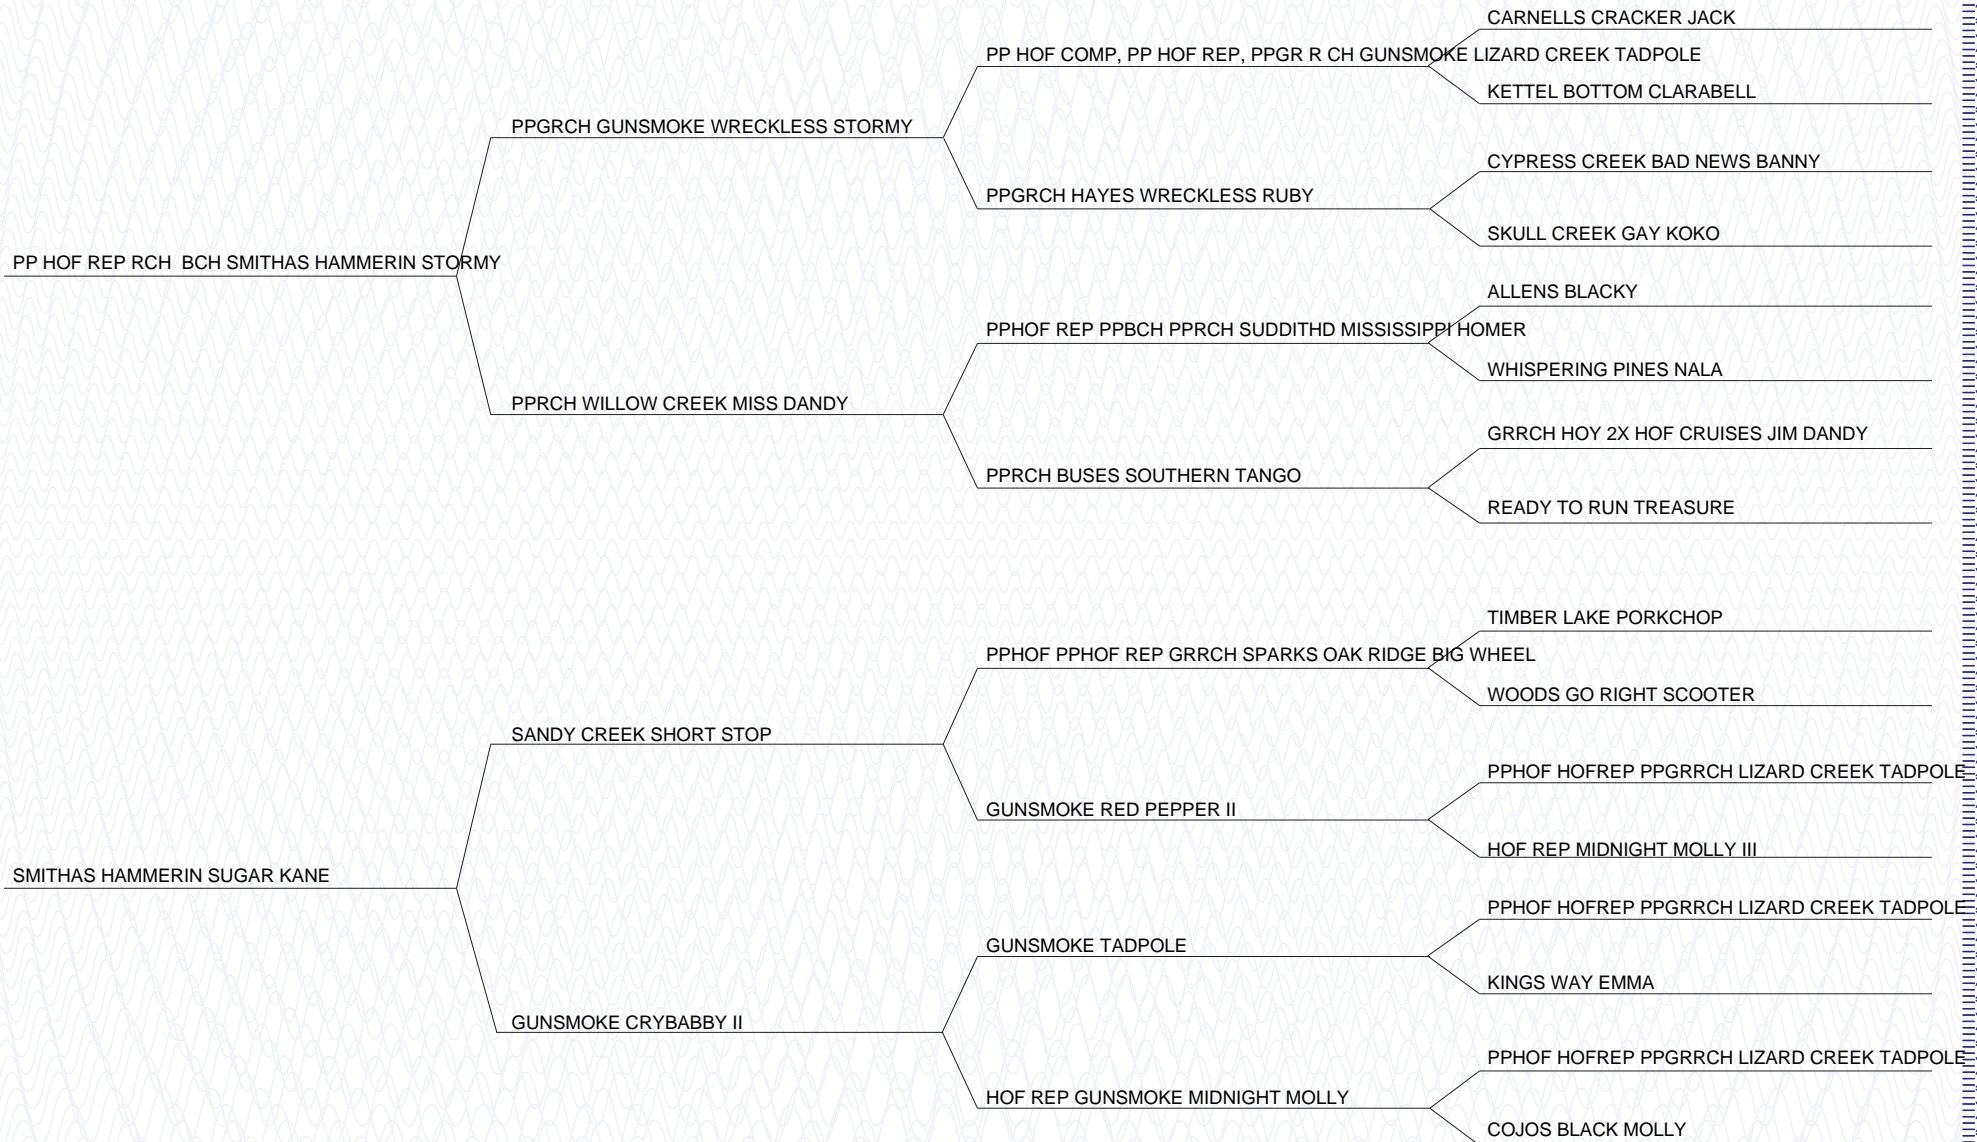 CARNELLS CRACKER JACK
PP HOF COMP, PP HOF REP, PPGR R CH GUNSMOKE LIZARD CREEK TADPOLE
KETTEL BOTTOM CLARABELL
PPGRCH GUNSMOKE WRECKLESS STORMY
CYPRESS CREEK BAD NEWS BANNY
PPGRCH HAYES WRECKLESS RUBY
SKULL CREEK GAY KOKO
PP HOF REP RCH  BCH SMITHAS HAMMERIN STORMY
ALLENS BLACKY
PPHOF REP PPBCH PPRCH SUDDITHD MISSISSIPPI HOMER
WHISPERING PINES NALA
PPRCH WILLOW CREEK MISS DANDY
GRRCH HOY 2X HOF CRUISES JIM DANDY
PPRCH BUSES SOUTHERN TANGO
READY TO RUN TREASURE
TIMBER LAKE PORKCHOP
PPHOF PPHOF REP GRRCH SPARKS OAK RIDGE BIG WHEEL
WOODS GO RIGHT SCOOTER
SANDY CREEK SHORT STOP
PPHOF HOFREP PPGRRCH LIZARD CREEK TADPOLE
GUNSMOKE RED PEPPER II
HOF REP MIDNIGHT MOLLY III
SMITHAS HAMMERIN SUGAR KANE
PPHOF HOFREP PPGRRCH LIZARD CREEK TADPOLE
GUNSMOKE TADPOLE
KINGS WAY EMMA
GUNSMOKE CRYBABBY II
PPHOF HOFREP PPGRRCH LIZARD CREEK TADPOLE
HOF REP GUNSMOKE MIDNIGHT MOLLY
COJOS BLACK MOLLY